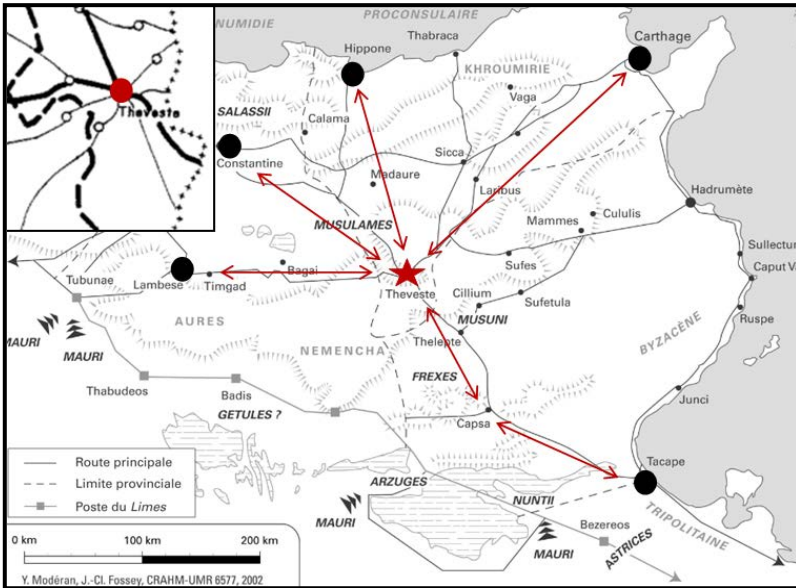 NUMIDIE
PROCONSULAIRE
Carthage
Hippone
Thabraca
KHROUMIRIE
Vaga
SALASSII
Calama
Theveste
Constantine
Sicca
Madaure
Laribus
Hadrumète
MUSULAMES
Mammes
Cululis
Sullectum
Sufes
Bagai
Caput Va
Tubunae
Lambese
Timgad
Theveste
Cillium
Sufetula
MUSUNI
Ruspe
AURES
Thelepte
BYZACÈNE
MAURI
MAURI
NEMENCHA
FREXES
Thabudeos
Badis
Junci
GETULES ?
Capsa
Route principale
Limite provinciale
Poste du Limes
Tacape
ARZUGES
NUNTII
TRIPOLITAINE
MAURI
MAURI
Bezereos
ASTRICES
0 km
100 km
200 km
Y. Modéran, J.-Cl. Fossey, CRAHM-UMR 6577, 2002